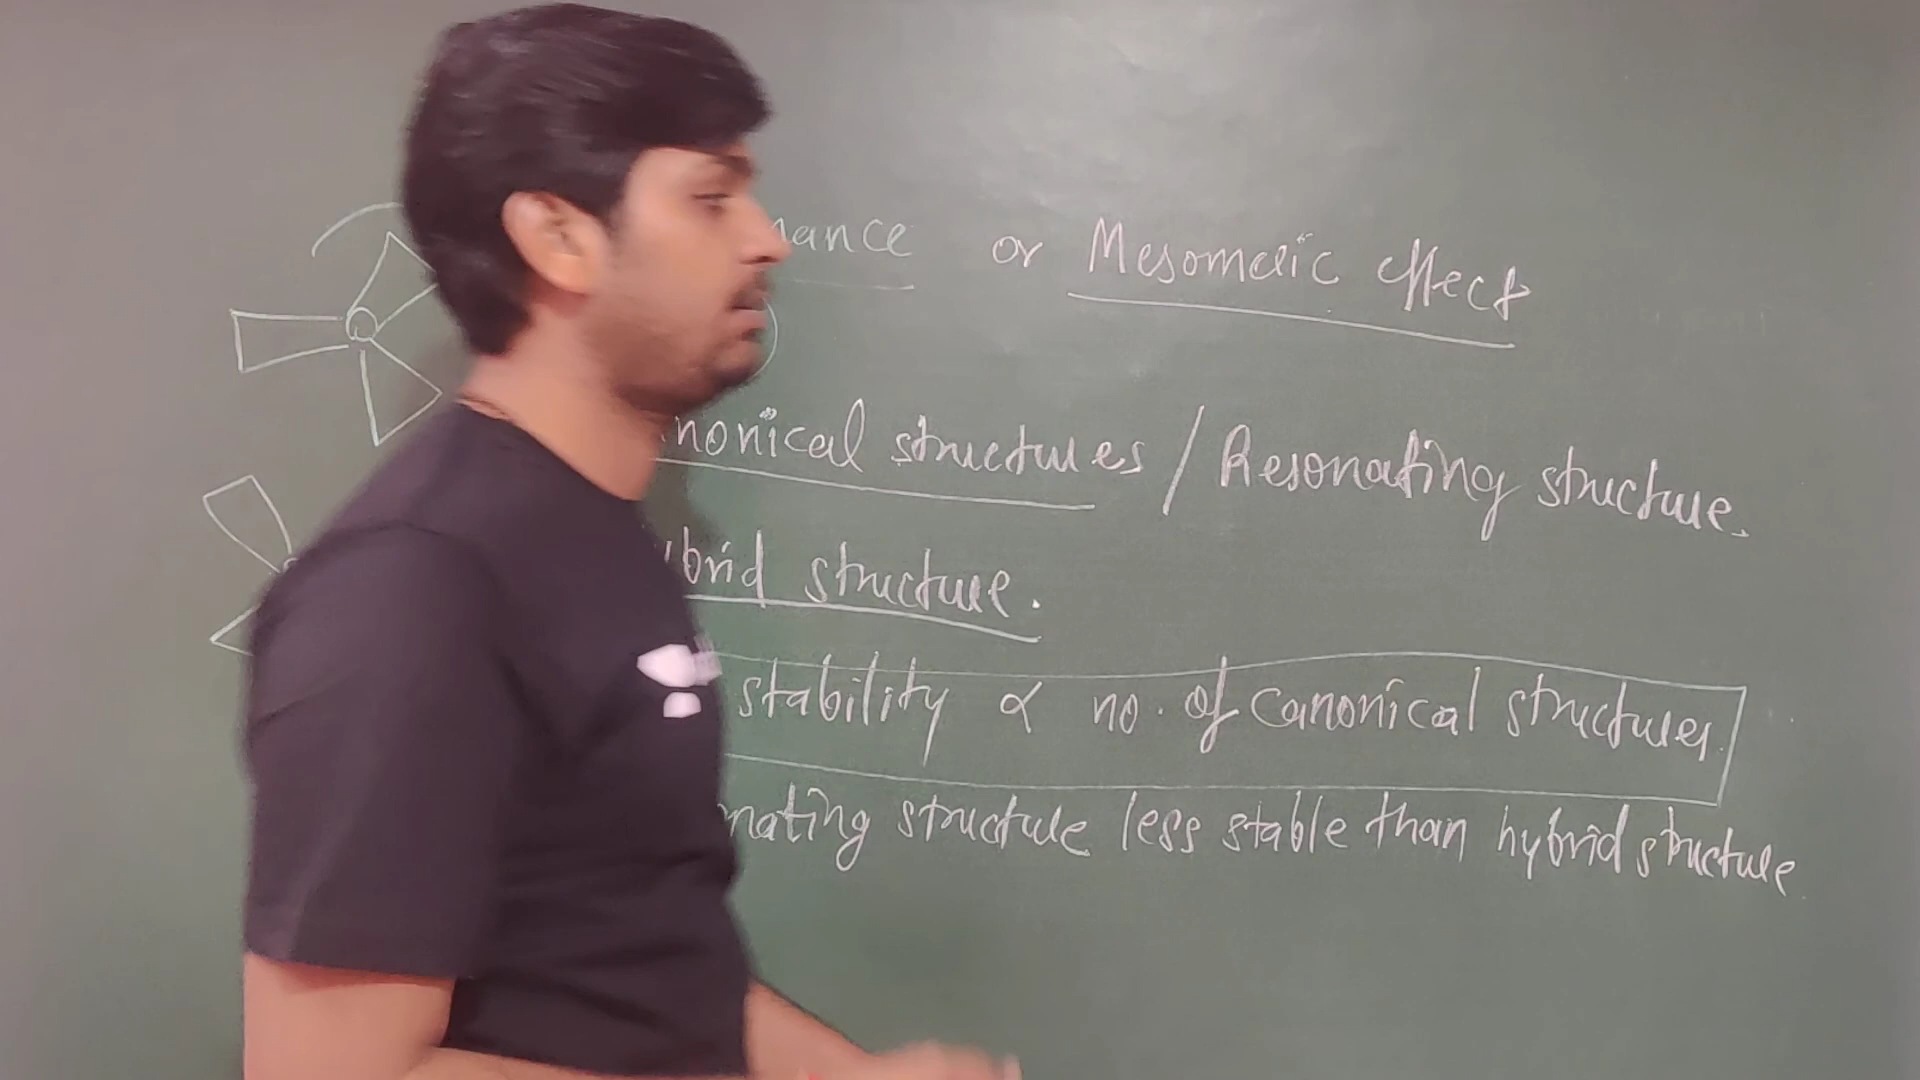 nance or Mesomeric effect
nonical structures / Resonating structure.
brid structure.
stability ∝ no. of canonical structures.
nating structure less stable than hybrid structure.